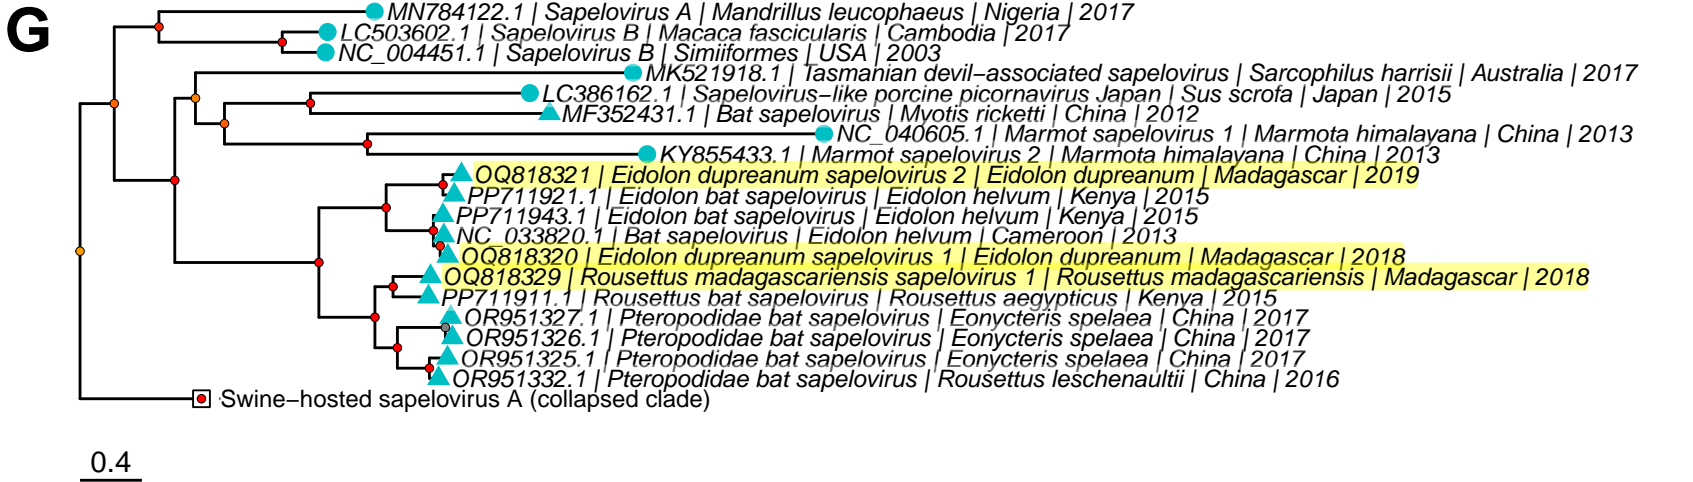 G
MN784122.1 | Sapelovirus A | Mandrillus leucophaeus | Nigeria | 2017
LC503602.1 | Sapelovirus B | Macaca fascicularis | Cambodia | 2017
NC_004451.1 | Sapelovirus B | Simiiformes | USA | 2003
MK521918.1 | Tasmanian devil−associated sapelovirus | Sarcophilus harrisii | Australia | 2017
LC386162.1 | Sapelovirus−like porcine picornavirus Japan | Sus scrofa | Japan | 2015
MF352431.1 | Bat sapelovirus | Myotis ricketti | China | 2012
NC_040605.1 | Marmot sapelovirus 1 | Marmota himalayana | China | 2013
KY855433.1 | Marmot sapelovirus 2 | Marmota himalayana | China | 2013
OQ818321 | Eidolon dupreanum sapelovirus 2 | Eidolon dupreanum | Madagascar | 2019
PP711921.1 | Eidolon bat sapelovirus | Eidolon helvum | Kenya | 2015
PP711943.1 | Eidolon bat sapelovirus | Eidolon helvum | Kenya | 2015
NC_033820.1 | Bat sapelovirus | Eidolon helvum | Cameroon | 2013
OQ818320 | Eidolon dupreanum sapelovirus 1 | Eidolon dupreanum | Madagascar | 2018
OQ818329 | Rousettus madagascariensis sapelovirus 1 | Rousettus madagascariensis | Madagascar | 2018
PP711911.1 | Rousettus bat sapelovirus | Rousettus aegypticus | Kenya | 2015
OR951327.1 | Pteropodidae bat sapelovirus | Eonycteris spelaea | China | 2017
OR951326.1 | Pteropodidae bat sapelovirus | Eonycteris spelaea | China | 2017
OR951325.1 | Pteropodidae bat sapelovirus | Eonycteris spelaea | China | 2017
OR951332.1 | Pteropodidae bat sapelovirus | Rousettus leschenaultii | China | 2016
Swine−hosted sapelovirus A (collapsed clade)
0.4